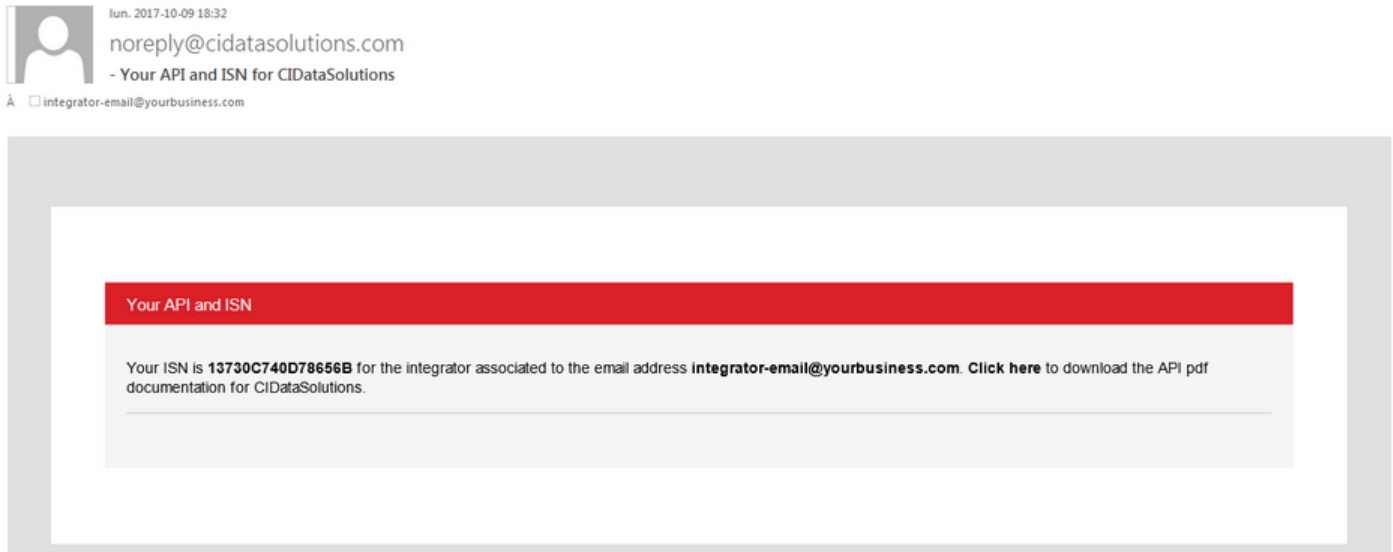 lun. 2017-10-09 18:32
noreply@cidatasolutions.com
- Your API and ISN for CIDataSolutions
À integrator-email@yourbusiness.com
Your API and ISN
Your ISN is 13730C740D78656B for the integrator associated to the email address integrator-email@yourbusiness.com. Click here to download the API pdf
documentation for CIDataSolutions.